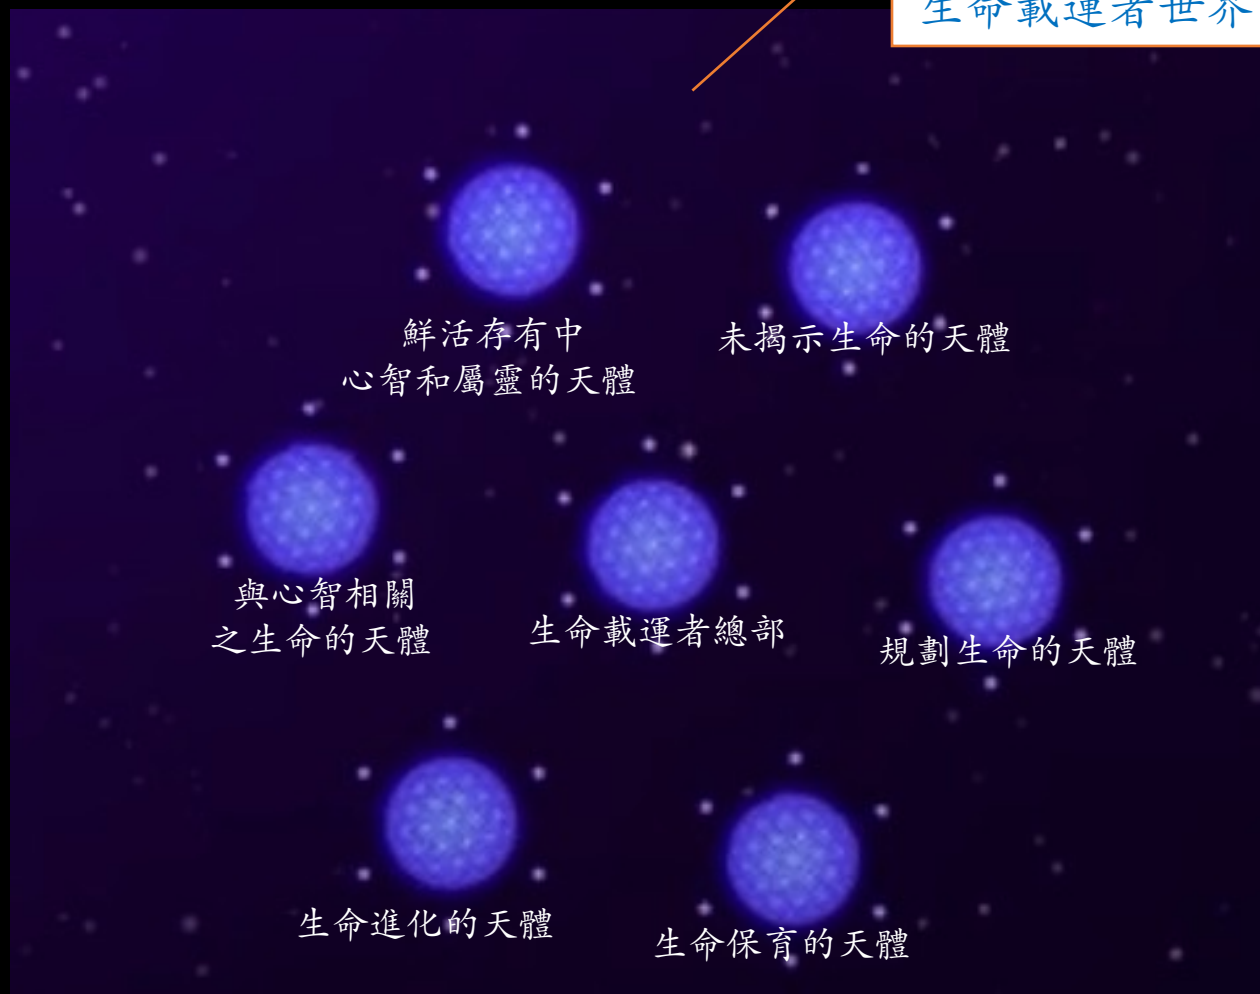 生命載運者世界
鮮活存有中
心智和屬靈的天體
未揭示生命的天體
與心智相關
之生命的天體
生命載運者總部
規劃生命的天體
生命進化的天體
生命保育的天體